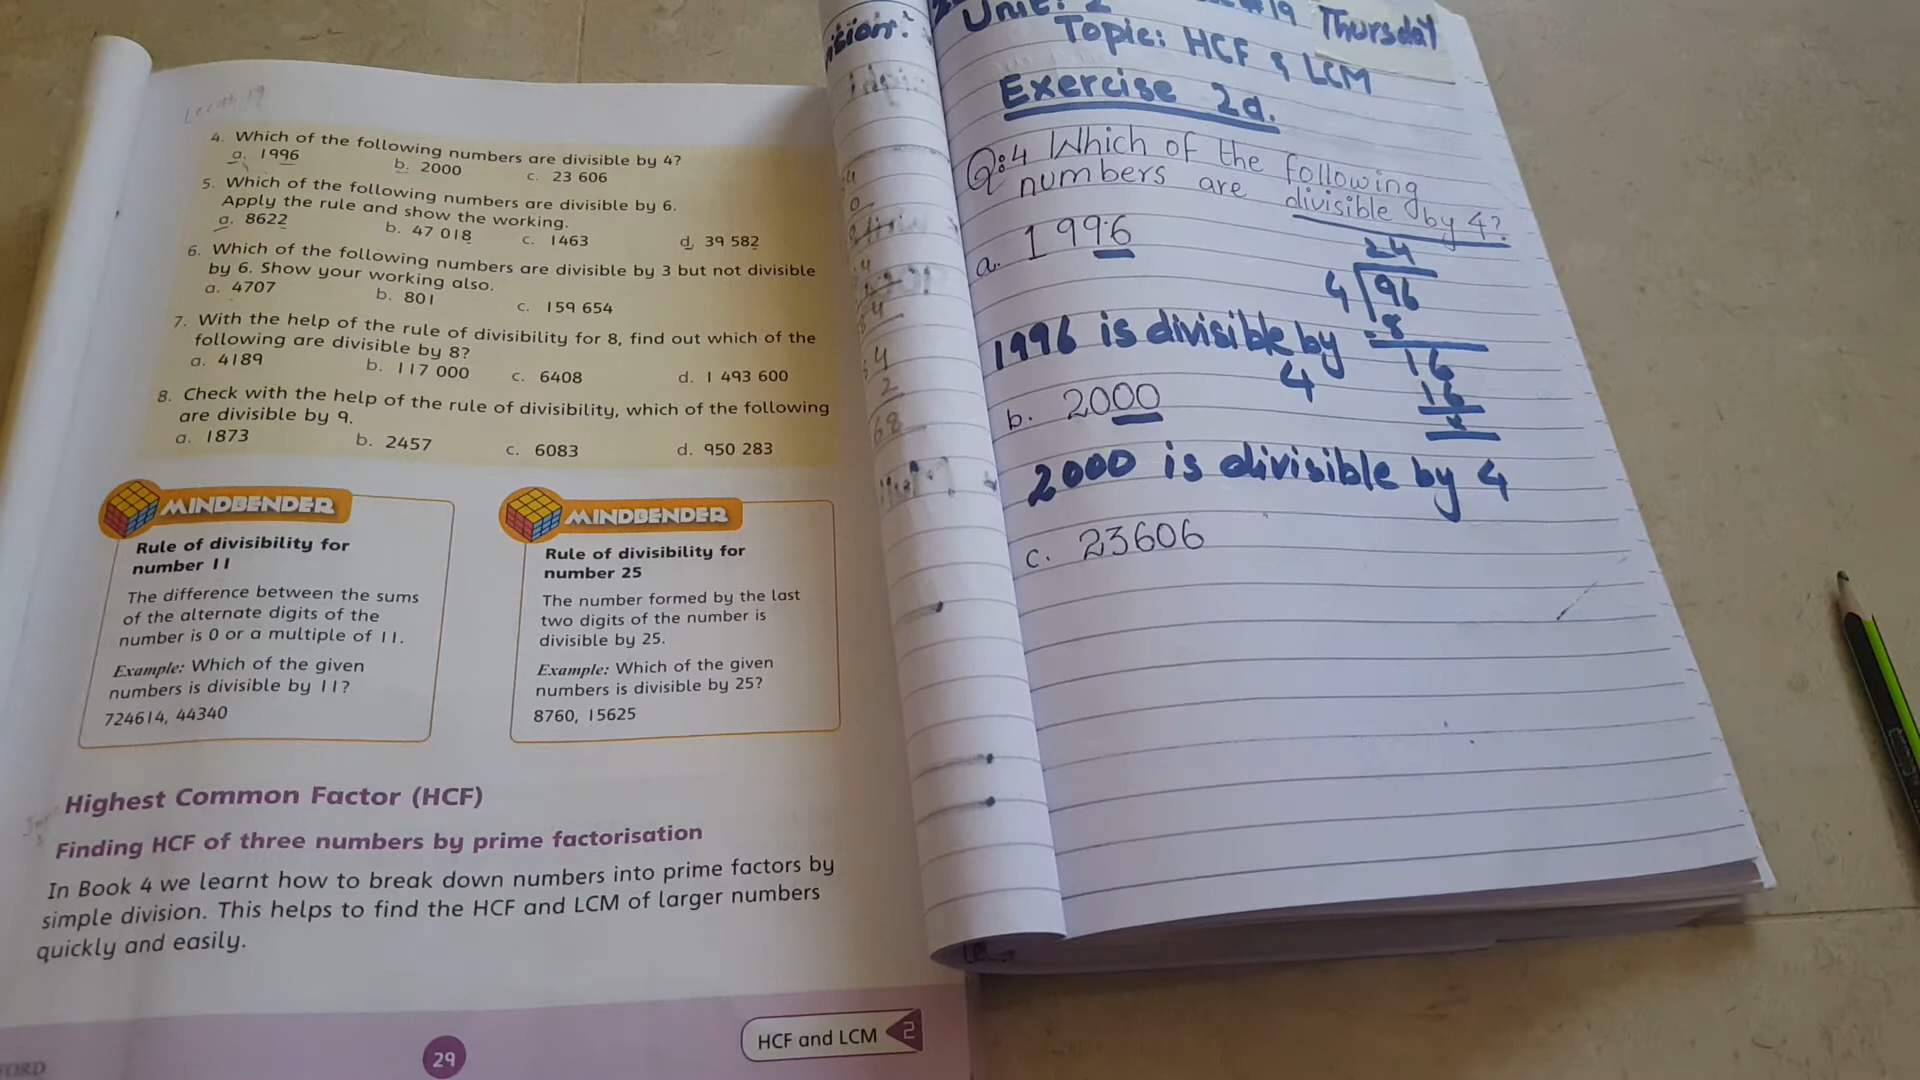 4. Which of the following numbers are divisible by 4?
a. 1996 b. 2000 c. 23 606
5. Which of the following numbers are divisible by 6.
Apply the rule and show the working.
a. 8622 b. 47 018 c. 1463 d. 39 582
6. Which of the following numbers are divisible by 3 but not divisible
by 6. Show your working also.
a. 4707 b. 801 c. 159 654
7. With the help of the rule of divisibility for 8, find out which of the
following are divisible by 8?
a. 4189 b. 117 000 c. 6408 d. 1 493 600
8. Check with the help of the rule of divisibility, which of the following
are divisible by 9.
a. 1873 b. 2457 c. 6083 d. 950 283
MINDBENDER
Rule of divisibility for
number 11
The difference between the sums
of the alternate digits of the
number is 0 or a multiple of 11.
Example: Which of the given
numbers is divisible by 11?
724614, 44340
MINDBENDER
Rule of divisibility for
number 25
The number formed by the last
two digits of the number is
divisible by 25.
Example: Which of the given
numbers is divisible by 25?
8760, 15625
Highest Common Factor (HCF)
Finding HCF of three numbers by prime factorisation
In Book 4 we learnt how to break down numbers into prime factors by
simple division. This helps to find the HCF and LCM of larger numbers
quickly and easily.
29
HCF and LCM 2
Unit: 2 #19 Thursday
Topic: HCF & LCM
Exercise 2a.
Q:4 Which of the following
numbers are divisible by 4?
a. 1996
24
4 96
-8
16
16
x
1996 is divisible by
4
b. 2000
2000 is divisible by 4
c. 23606